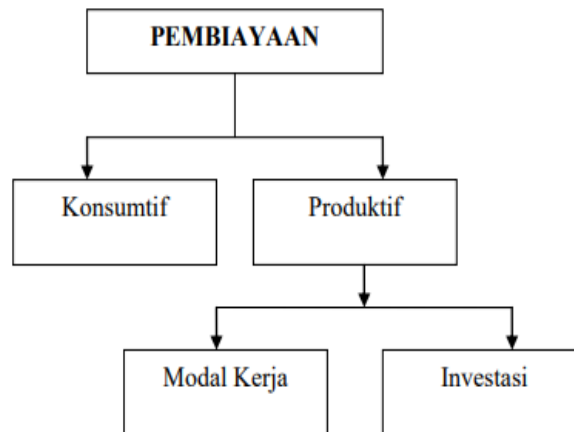 PEMBIAYAAN
Konsumtif
Produktif
Modal Kerja
Investasi